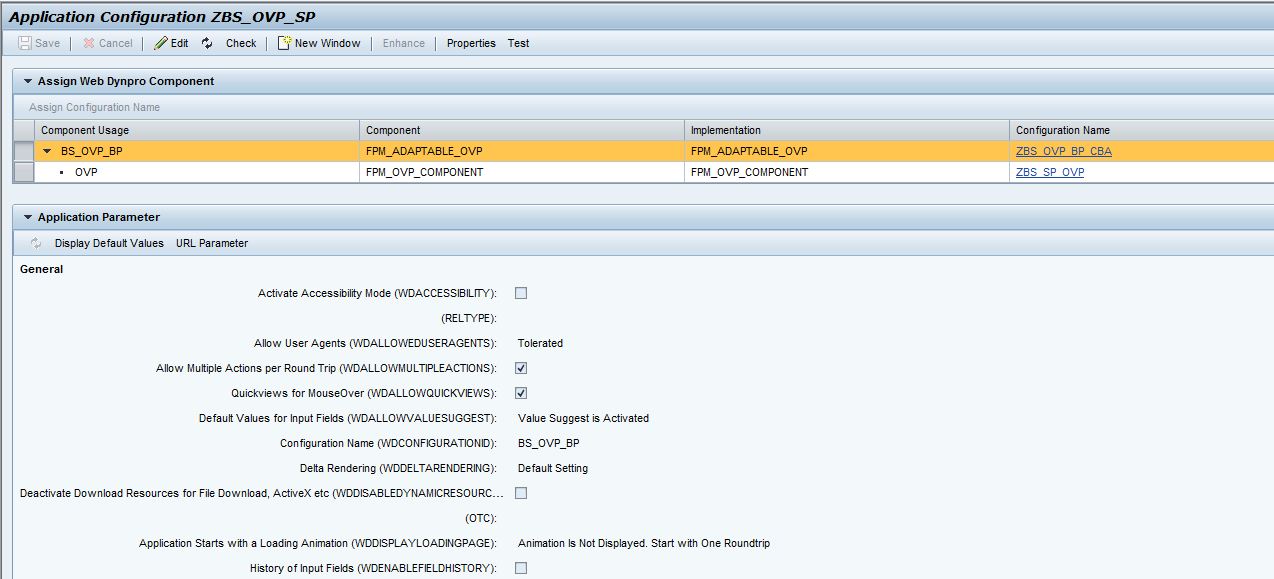 Application Configuration ZBS_OVP_SP
Save Cancel Edit Check New Window Enhance Properties Test
Assign Web Dynpro Component
Assign Configuration Name
Component Usage Component Implementation Configuration Name
BS_OVP_BP FPM_ADAPTABLE_OVP FPM_ADAPTABLE_OVP ZBS_OVP_BP_CBA
OVP FPM_OVP_COMPONENT FPM_OVP_COMPONENT ZBS_SP_OVP
Application Parameter
Display Default Values URL Parameter
General
Activate Accessibility Mode (WDACCESSIBILITY):
(RELTYPE):
Allow User Agents (WDALLOWEDUSERAGENTS): Tolerated
Allow Multiple Actions per Round Trip (WDALLOWMULTIPLEACTIONS):
Quickviews for MouseOver (WDALLOWQUICKVIEWS):
Default Values for Input Fields (WDALLOWVALUESUGGEST): Value Suggest is Activated
Configuration Name (WDCONFIGURATIONID): BS_OVP_BP
Delta Rendering (WDDELTARENDERING): Default Setting
Deactivate Download Resources for File Download, ActiveX etc (WDDISABLEDYNAMICRESOURC...
(OTC):
Application Starts with a Loading Animation (WDDISPLAYLOADINGPAGE): Animation Is Not Displayed. Start with One Roundtrip
History of Input Fields (WDENABLEFIELDHISTORY):